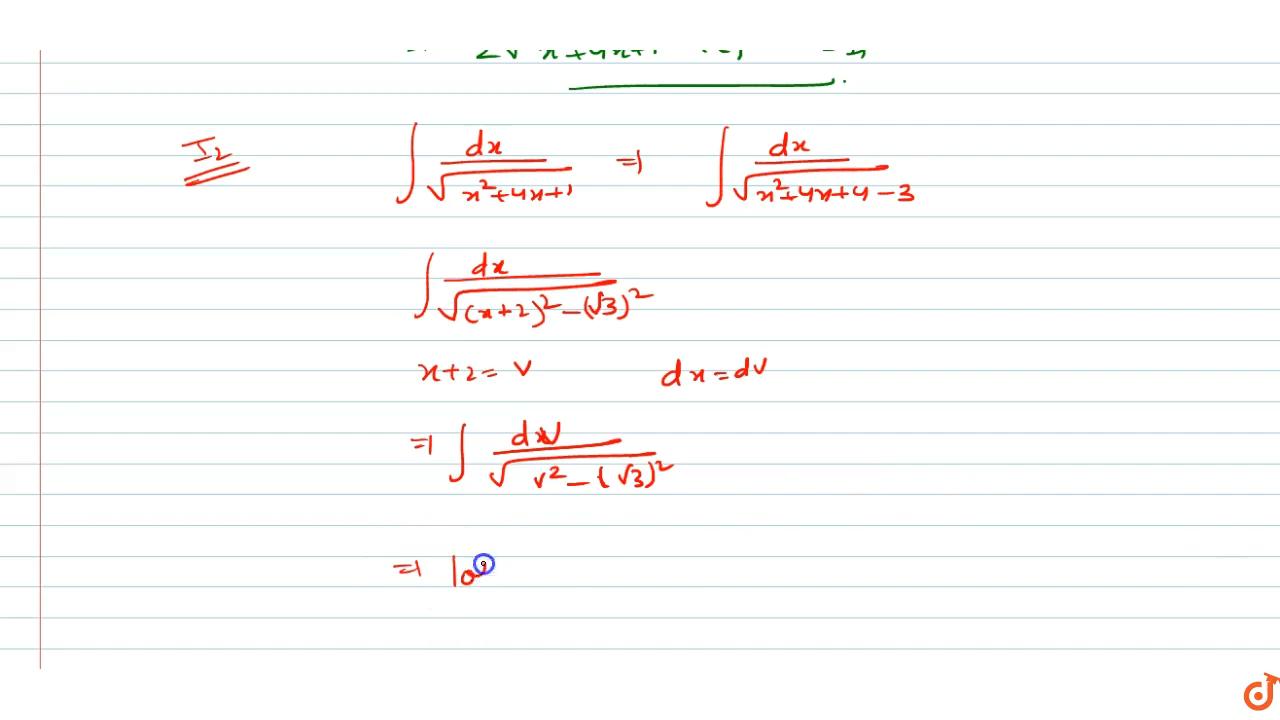 I2 ∫ dx/√(x²+4x+1) ⇒ ∫ dx/√(x²+4x+4-3)
∫ dx/√((x+2)²-(√3)²)
x+2=v dx=dv
⇒ ∫ dv/√(v²-(√3)²)
⇒